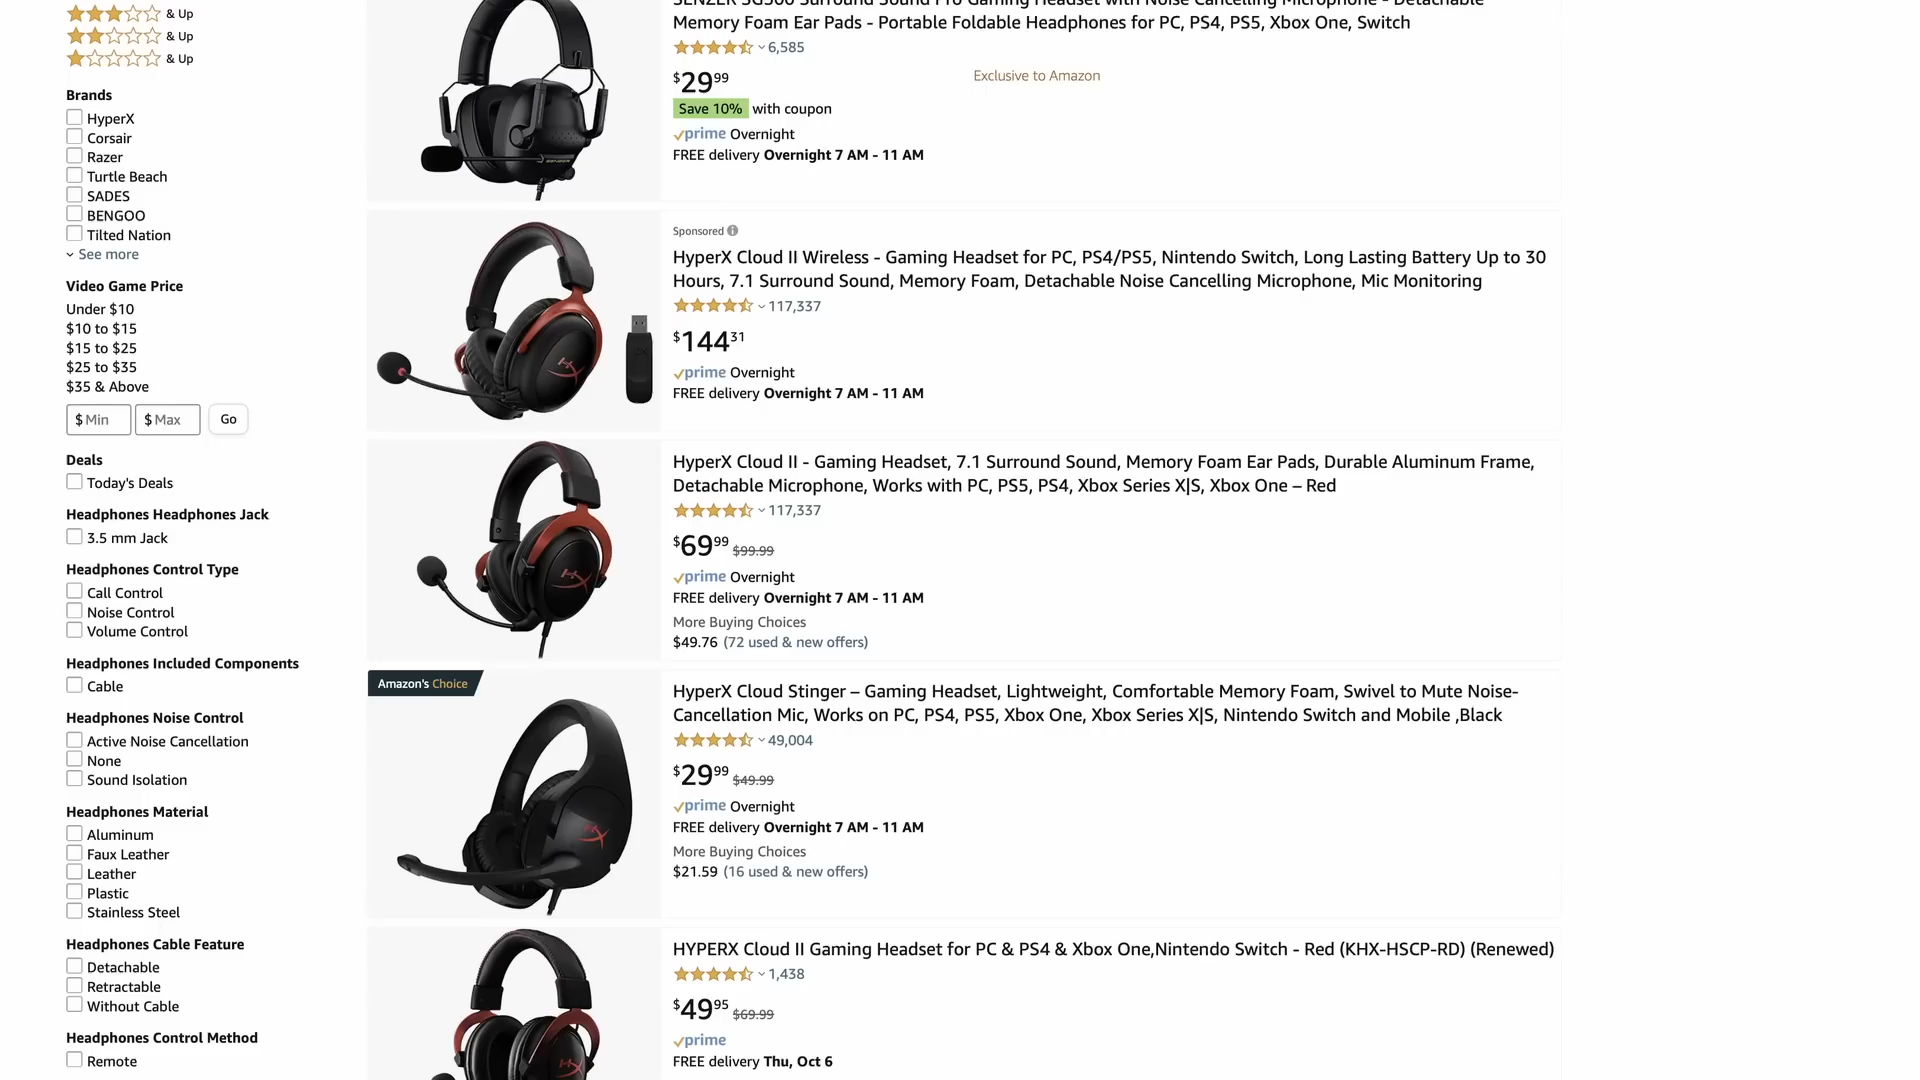 & Up
& Up
& Up
Brands
HyperX
Corsair
Razer
Turtle Beach
SADES
BENGOO
Tilted Nation
See more
Video Game Price
Under $10
$10 to $15
$15 to $25
$25 to $35
$35 & Above
$ Min $ Max Go
Deals
Today's Deals
Headphones Headphones Jack
3.5 mm Jack
Headphones Control Type
Call Control
Noise Control
Volume Control
Headphones Included Components
Cable
Headphones Noise Control
Active Noise Cancellation
None
Sound Isolation
Headphones Material
Aluminum
Faux Leather
Leather
Plastic
Stainless Steel
Headphones Cable Feature
Detachable
Retractable
Without Cable
Headphones Control Method
Remote
SENZER SG500 Surround Sound Pro Gaming Headset with Noise Cancelling Microphone - Detachable
Memory Foam Ear Pads - Portable Foldable Headphones for PC, PS4, PS5, Xbox One, Switch
6,585
$29 99
Exclusive to Amazon
Save 10% with coupon
prime Overnight
FREE delivery Overnight 7 AM - 11 AM
Sponsored
HyperX Cloud II Wireless - Gaming Headset for PC, PS4/PS5, Nintendo Switch, Long Lasting Battery Up to 30
Hours, 7.1 Surround Sound, Memory Foam, Detachable Noise Cancelling Microphone, Mic Monitoring
117,337
$144 31
prime Overnight
FREE delivery Overnight 7 AM - 11 AM
HyperX Cloud II - Gaming Headset, 7.1 Surround Sound, Memory Foam Ear Pads, Durable Aluminum Frame,
Detachable Microphone, Works with PC, PS5, PS4, Xbox Series X|S, Xbox One – Red
117,337
$69 99 $99.99
prime Overnight
FREE delivery Overnight 7 AM - 11 AM
More Buying Choices
$49.76 (72 used & new offers)
Amazon's Choice
HyperX Cloud Stinger – Gaming Headset, Lightweight, Comfortable Memory Foam, Swivel to Mute Noise-
Cancellation Mic, Works on PC, PS4, PS5, Xbox One, Xbox Series X|S, Nintendo Switch and Mobile ,Black
49,004
$29 99 $49.99
prime Overnight
FREE delivery Overnight 7 AM - 11 AM
More Buying Choices
$21.59 (16 used & new offers)
HYPERX Cloud II Gaming Headset for PC & PS4 & Xbox One,Nintendo Switch - Red (KHX-HSCP-RD) (Renewed)
1,438
$49 95 $69.99
prime
FREE delivery Thu, Oct 6